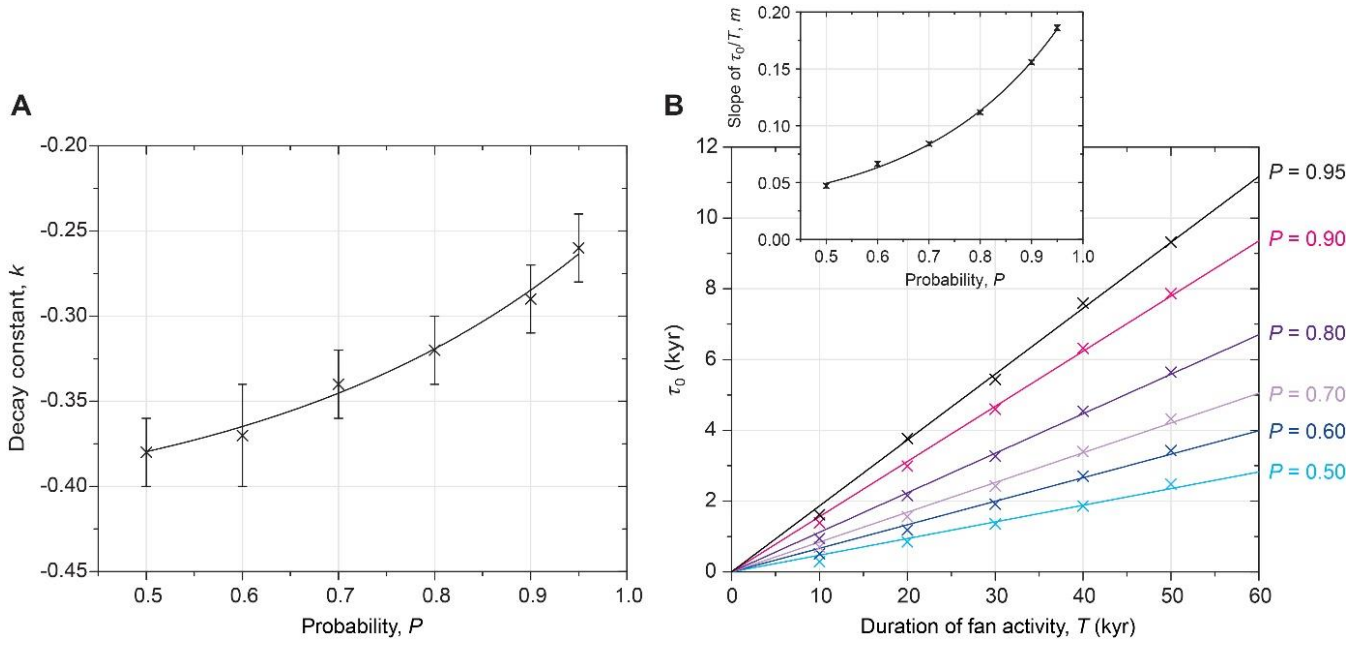 A
-0.20
-0.25
-0.30
-0.35
-0.40
-0.45
Decay constant, k
0.5 0.6 0.7 0.8 0.9 1.0
Probability, P
B
0.20
0.15
0.10
0.05
0.00
Slope of τ₀/T, m
0.5 0.6 0.7 0.8 0.9 1.0
Probability, P
12
10
8
6
4
2
0
τ₀ (kyr)
0 10 20 30 40 50 60
Duration of fan activity, T (kyr)
P = 0.95
P = 0.90
P = 0.80
P = 0.70
P = 0.60
P = 0.50